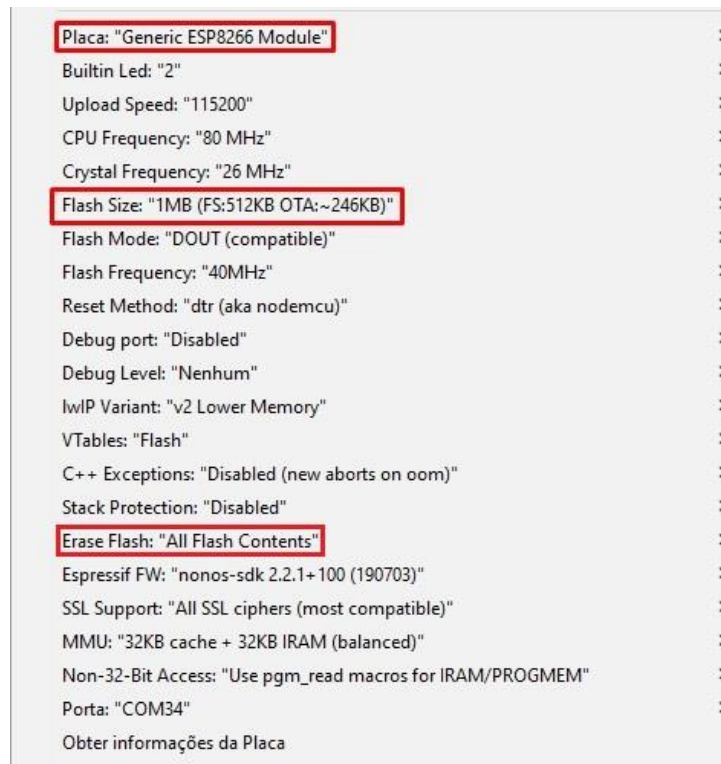 Placa: "Generic ESP8266 Module"
Builtin Led: "2"
Upload Speed: "115200"
CPU Frequency: "80 MHz"
Crystal Frequency: "26 MHz"
Flash Size: "1MB (FS:512KB OTA:~246KB)"
Flash Mode: "DOUT (compatible)"
Flash Frequency: "40MHz"
Reset Method: "dtr (aka nodemcu)"
Debug port: "Disabled"
Debug Level: "Nenhum"
lwIP Variant: "v2 Lower Memory"
VTables: "Flash"
C++ Exceptions: "Disabled (new aborts on oom)"
Stack Protection: "Disabled"
Erase Flash: "All Flash Contents"
Espressif FW: "nonos-sdk 2.2.1+100 (190703)"
SSL Support: "All SSL ciphers (most compatible)"
MMU: "32KB cache + 32KB IRAM (balanced)"
Non-32-Bit Access: "Use pgm_read macros for IRAM/PROGMEM"
Porta: "COM34"
Obter informações da Placa